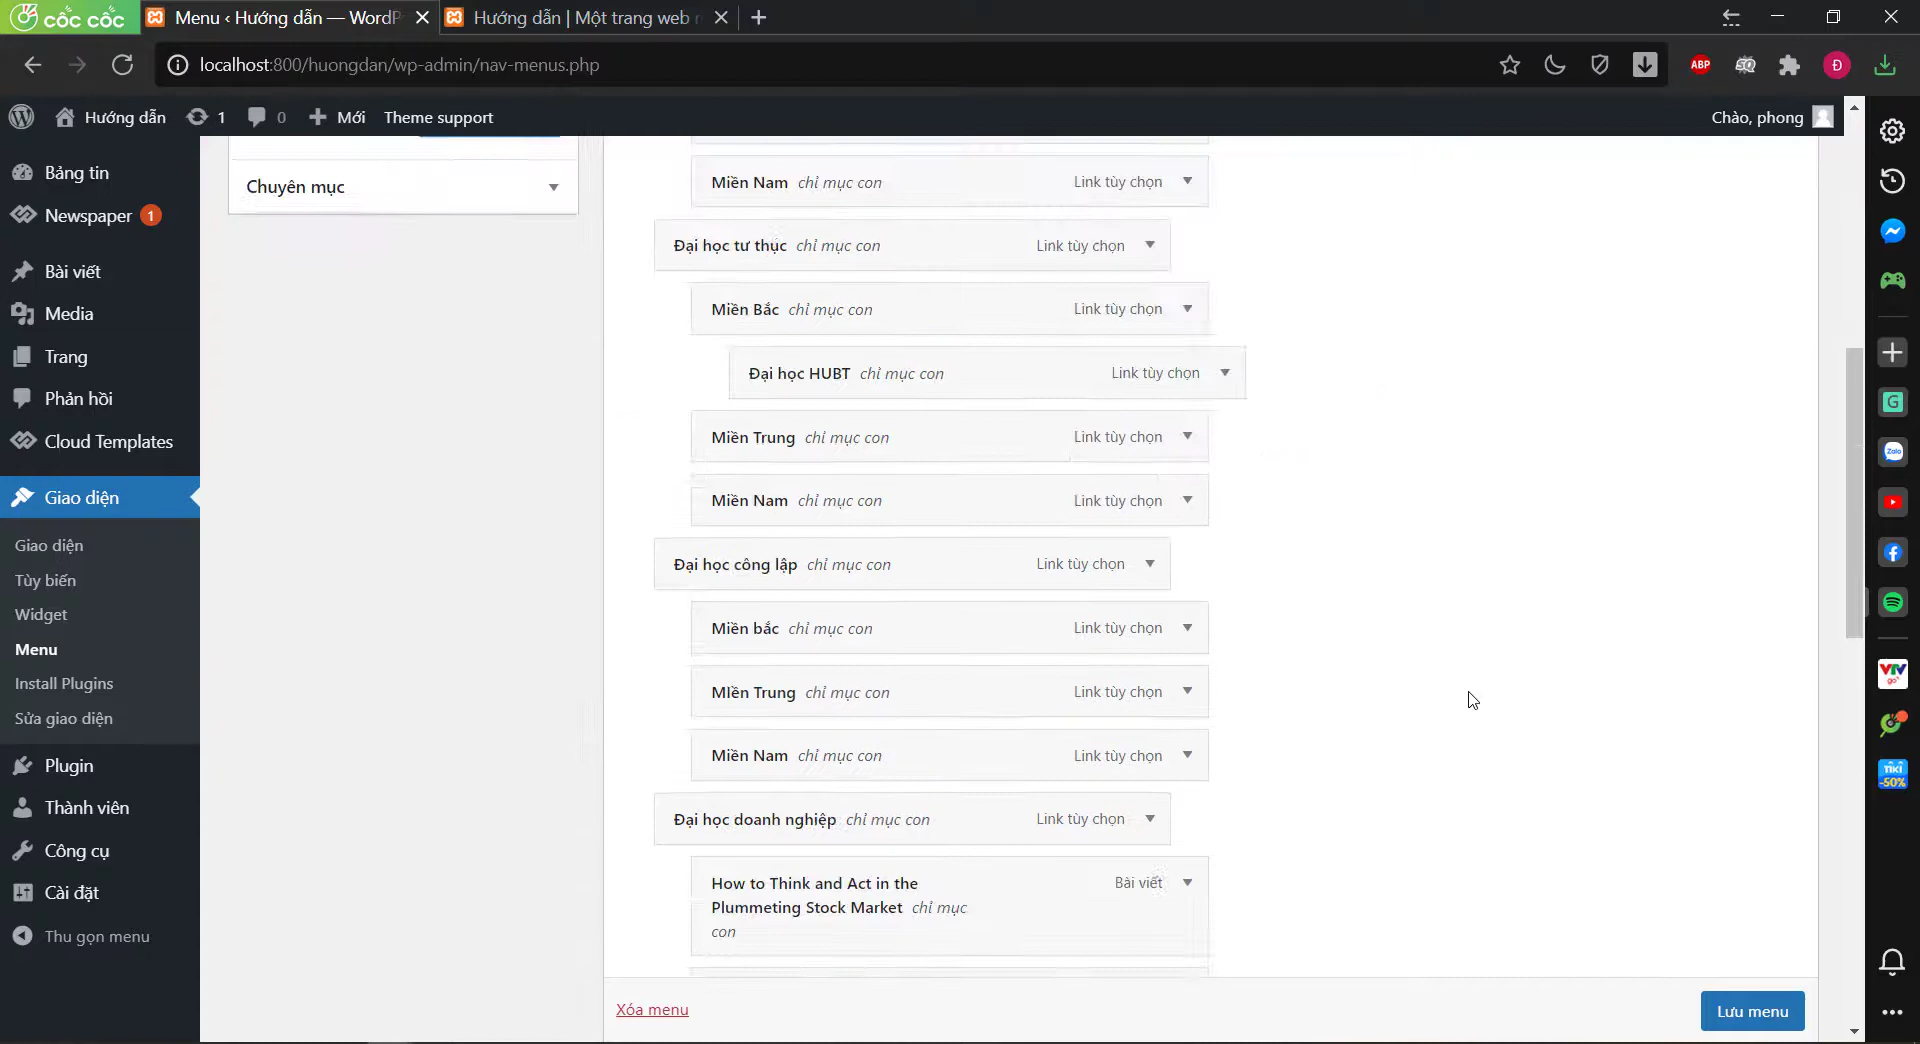 cốc cốc
Menu ‹ Hướng dẫn — WordP
Hướng dẫn | Một trang web m
localhost:800/huongdan/wp-admin/nav-menus.php
ABP
Đ
Hướng dẫn
1
0
Mới
Theme support
Chào, phong
Bảng tin
Newspaper 1
Bài viết
Media
Trang
Phản hồi
Cloud Templates
Giao diện
Giao diện
Tùy biến
Widget
Menu
Install Plugins
Sửa giao diện
Plugin
Thành viên
Công cụ
Cài đặt
Thu gọn menu
Chuyên mục
Miền Nam chỉ mục con Link tùy chọn
Đại học tư thục chỉ mục con Link tùy chọn
Miền Bắc chỉ mục con Link tùy chọn
Đại học HUBT chỉ mục con Link tùy chọn
Miền Trung chỉ mục con Link tùy chọn
Miền Nam chỉ mục con Link tùy chọn
Đại học công lập chỉ mục con Link tùy chọn
Miền bắc chỉ mục con Link tùy chọn
MIền Trung chỉ mục con Link tùy chọn
Miền Nam chỉ mục con Link tùy chọn
Đại học doanh nghiệp chỉ mục con Link tùy chọn
How to Think and Act in the Bài viết
Plummeting Stock Market chỉ mục
con
Xóa menu
Lưu menu
G
Zalo
VTV
go
TIKI
-50%